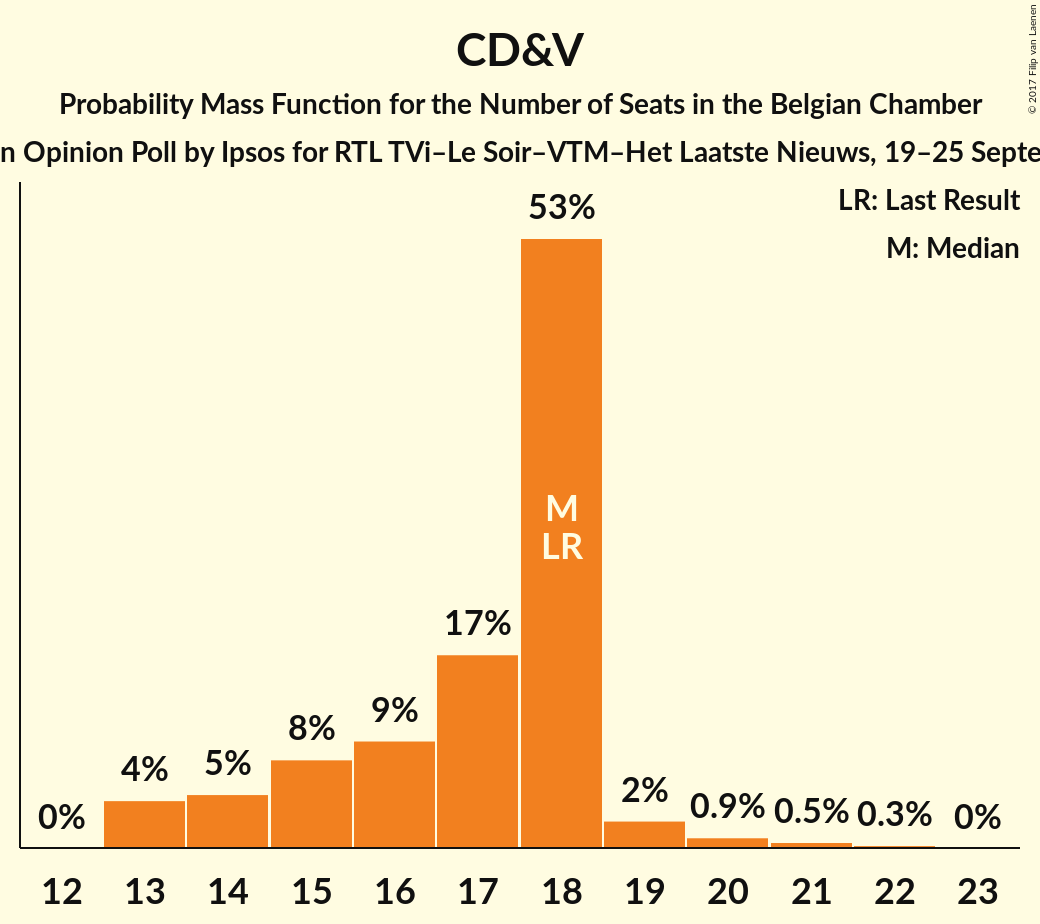 CD&V
Probability Mass Function for the Number of Seats in the Belgian Chamber
n Opinion Poll by Ipsos for RTL TVi–Le Soir–VTM–Het Laatste Nieuws, 19–25 Septe
© 2017 Filip van Laenen
LR: Last Result
M: Median
53%
M
LR
17%
9%
8%
5%
4%
0%
2%
0.9%
0.5%
0.3%
0%
12 13 14 15 16 17 18 19 20 21 22 23